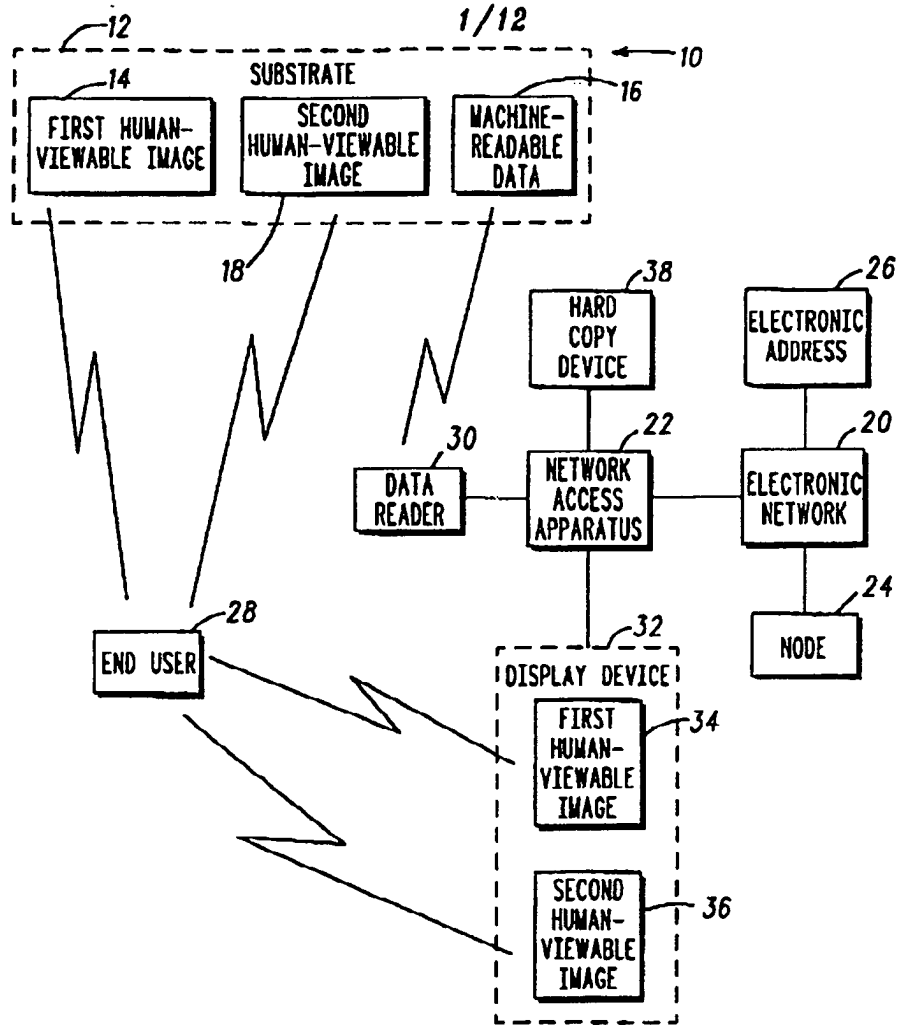 1/12
12
10
SUBSTRATE
14
FIRST HUMAN-
VIEWABLE IMAGE
SECOND
HUMAN-VIEWABLE
IMAGE
18
16
MACHINE-
READABLE
DATA
38
HARD
COPY
DEVICE
26
ELECTRONIC
ADDRESS
30
DATA
READER
22
NETWORK
ACCESS
APPARATUS
20
ELECTRONIC
NETWORK
24
NODE
28
END USER
32
DISPLAY DEVICE
FIRST
HUMAN-
VIEWABLE
IMAGE
34
SECOND
HUMAN-
VIEWABLE
IMAGE
36